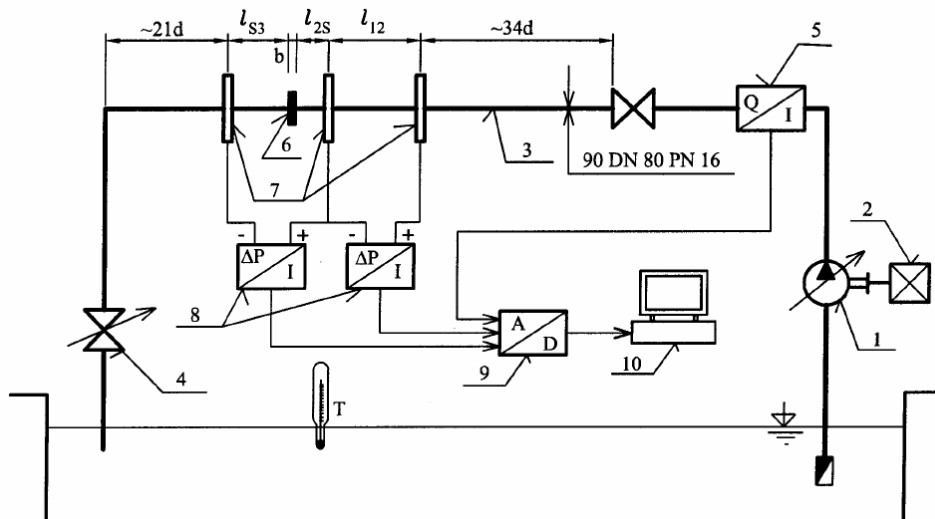 ~21d
l_S3
l_2S
l_12
~34d
b
5
Q
I
6
7
3
90 DN 80 PN 16
2
-
+
-
+
ΔP
I
ΔP
I
8
A
D
1
4
9
10
T